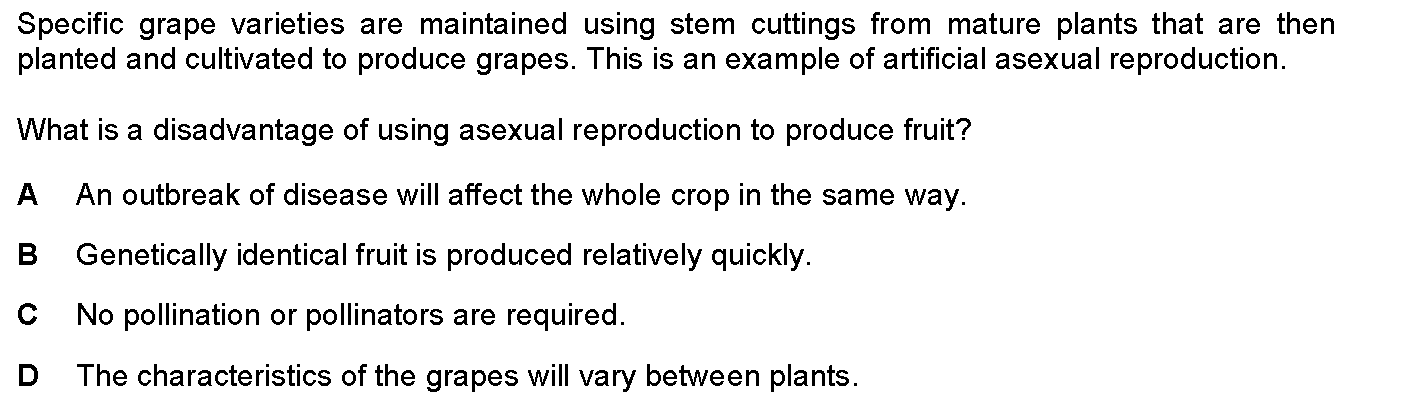 Specific grape varieties are maintained using stem cuttings from mature plants that are then
planted and cultivated to produce grapes. This is an example of artificial asexual reproduction.
What is a disadvantage of using asexual reproduction to produce fruit?
A An outbreak of disease will affect the whole crop in the same way.
B Genetically identical fruit is produced relatively quickly.
C No pollination or pollinators are required.
D The characteristics of the grapes will vary between plants.